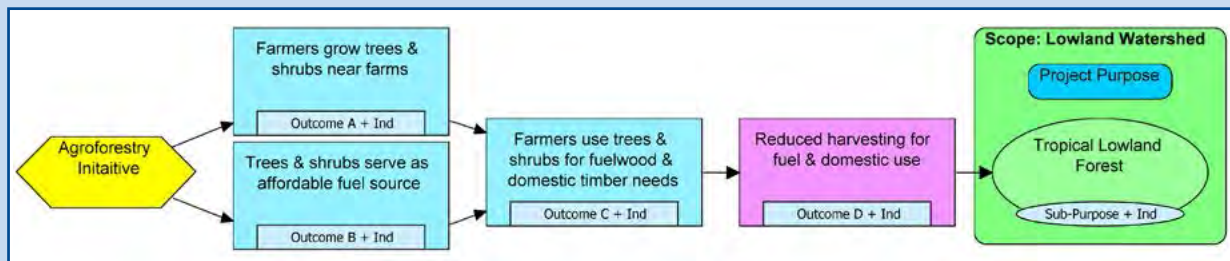 Agroforestry
Initaitive
Farmers grow trees &
shrubs near farms
Outcome A + Ind
Trees & shrubs serve as
affordable fuel source
Outcome B + Ind
Farmers use trees &
shrubs for fuelwood &
domestic timber needs
Outcome C + Ind
Reduced harvesting for
fuel & domestic use
Outcome D + Ind
Scope: Lowland Watershed
Project Purpose
Tropical Lowland
Forest
Sub-Purpose + Ind